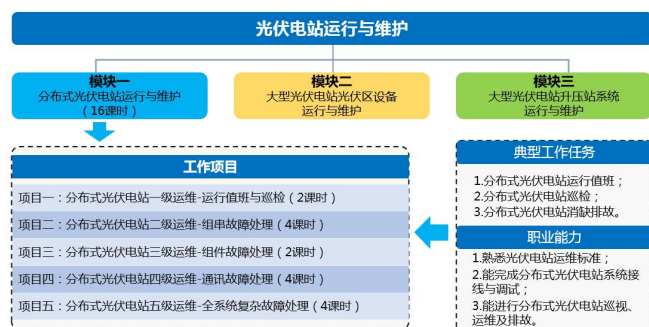 光伏电站运行与维护
模块一
分布式光伏电站运行与维护
（16课时）
模块二
大型光伏电站光伏区设备
运行与维护
模块三
大型光伏电站升压站系统
运行与维护
工作项目
项目一：分布式光伏电站一级运维-运行值班与巡检（2课时）
项目二：分布式光伏电站二级运维-组串故障处理（4课时）
项目三：分布式光伏电站三级运维-组件故障处理（2课时）
项目四：分布式光伏电站四级运维-通讯故障处理（4课时）
项目五：分布式光伏电站五级运维-全系统复杂故障处理（4课时）
典型工作任务
1.分布式光伏电站运行值班；
2.分布式光伏电站巡检；
3.分布式光伏电站消缺排故。
职业能力
1.熟悉光伏电站运维标准；
2.能完成分布式光伏电站系统接
线与调试；
3.能进行分布式光伏电站巡视、
运维及排故。